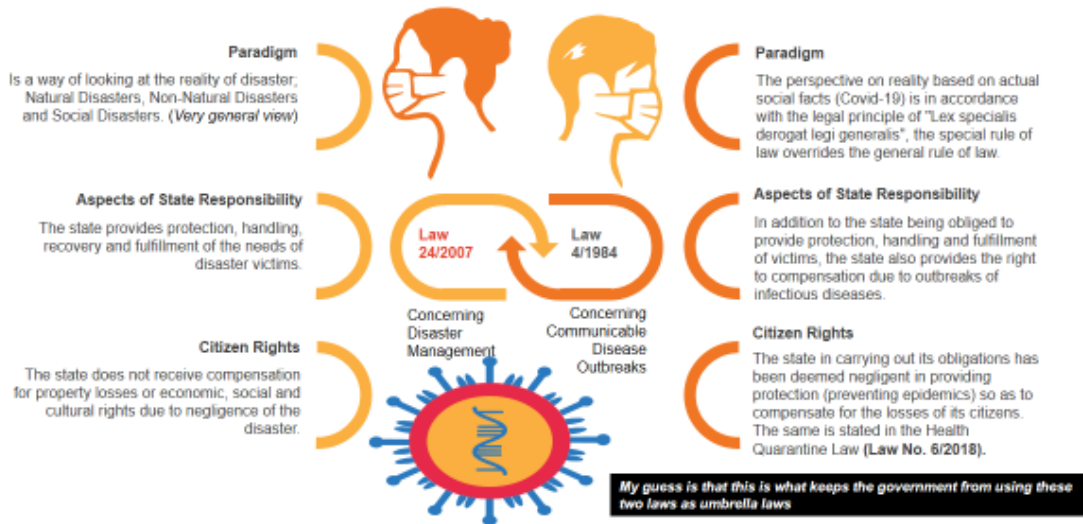 Paradigm
Is a way of looking at the reality of disaster;
Natural Disasters, Non-Natural Disasters
and Social Disasters. (Very general view)
Aspects of State Responsibility
The state provides protection, handling,
recovery and fulfillment of the needs of
disaster victims.
Citizen Rights
The state does not receive compensation
for property losses or economic, social and
cultural rights due to negligence of the
disaster.
Law
24/2007
Law
4/1984
Concerning
Disaster
Management
Concerning
Communicable
Disease
Outbreaks
Paradigm
The perspective on reality based on actual
social facts (Covid-19) is in accordance
with the legal principle of "Lex specialis
derogat legi generalis", the special rule of
law overrides the general rule of law.
Aspects of State Responsibility
In addition to the state being obliged to
provide protection, handling and fulfillment
of victims, the state also provides the right
to compensation due to outbreaks of
infectious diseases.
Citizen Rights
The state in carrying out its obligations has
been deemed negligent in providing
protection (preventing epidemics) so as to
compensate for the losses of its citizens.
The same is stated in the Health
Quarantine Law (Law No. 6/2018).
My guess is that this is what keeps the government from using these
two laws as umbrella laws